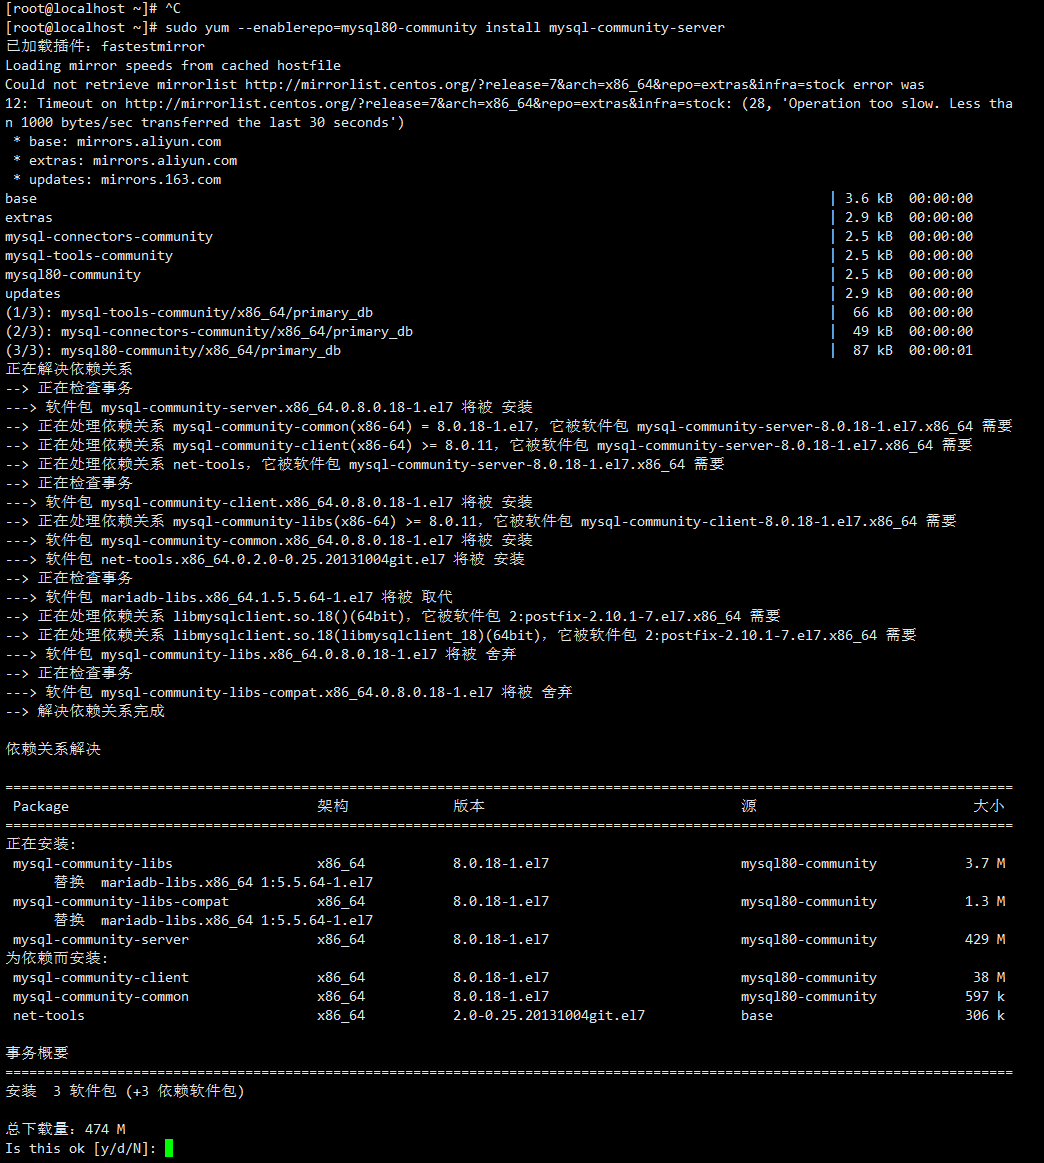 [root@localhost ~]# ^C
[root@localhost ~]# sudo yum --enablerepo=mysql80-community install mysql-community-server
已加载插件：fastestmirror
Loading mirror speeds from cached hostfile
Could not retrieve mirrorlist http://mirrorlist.centos.org/?release=7&arch=x86_64&repo=extras&infra=stock error was
12: Timeout on http://mirrorlist.centos.org/?release=7&arch=x86_64&repo=extras&infra=stock: (28, 'Operation too slow. Less tha
n 1000 bytes/sec transferred the last 30 seconds')
 * base: mirrors.aliyun.com
 * extras: mirrors.aliyun.com
 * updates: mirrors.163.com
base | 3.6 kB 00:00:00
extras | 2.9 kB 00:00:00
mysql-connectors-community | 2.5 kB 00:00:00
mysql-tools-community | 2.5 kB 00:00:00
mysql80-community | 2.5 kB 00:00:00
updates | 2.9 kB 00:00:00
(1/3): mysql-tools-community/x86_64/primary_db | 66 kB 00:00:00
(2/3): mysql-connectors-community/x86_64/primary_db | 49 kB 00:00:00
(3/3): mysql80-community/x86_64/primary_db | 87 kB 00:00:01
正在解决依赖关系
--> 正在检查事务
---> 软件包 mysql-community-server.x86_64.0.8.0.18-1.el7 将被 安装
--> 正在处理依赖关系 mysql-community-common(x86-64) = 8.0.18-1.el7，它被软件包 mysql-community-server-8.0.18-1.el7.x86_64 需要
--> 正在处理依赖关系 mysql-community-client(x86-64) >= 8.0.11，它被软件包 mysql-community-server-8.0.18-1.el7.x86_64 需要
--> 正在处理依赖关系 net-tools，它被软件包 mysql-community-server-8.0.18-1.el7.x86_64 需要
--> 正在检查事务
---> 软件包 mysql-community-client.x86_64.0.8.0.18-1.el7 将被 安装
--> 正在处理依赖关系 mysql-community-libs(x86-64) >= 8.0.11，它被软件包 mysql-community-client-8.0.18-1.el7.x86_64 需要
---> 软件包 mysql-community-common.x86_64.0.8.0.18-1.el7 将被 安装
---> 软件包 net-tools.x86_64.0.2.0-0.25.20131004git.el7 将被 安装
--> 正在检查事务
---> 软件包 mariadb-libs.x86_64.1.5.5.64-1.el7 将被 取代
--> 正在处理依赖关系 libmysqlclient.so.18()(64bit)，它被软件包 2:postfix-2.10.1-7.el7.x86_64 需要
--> 正在处理依赖关系 libmysqlclient.so.18(libmysqlclient_18)(64bit)，它被软件包 2:postfix-2.10.1-7.el7.x86_64 需要
---> 软件包 mysql-community-libs.x86_64.0.8.0.18-1.el7 将被 舍弃
--> 正在检查事务
---> 软件包 mysql-community-libs-compat.x86_64.0.8.0.18-1.el7 将被 舍弃
--> 解决依赖关系完成
依赖关系解决
================================================================================
 Package 架构 版本 源 大小
================================================================================
正在安装:
 mysql-community-libs x86_64 8.0.18-1.el7 mysql80-community 3.7 M
     替换  mariadb-libs.x86_64 1:5.5.64-1.el7
 mysql-community-libs-compat x86_64 8.0.18-1.el7 mysql80-community 1.3 M
     替换  mariadb-libs.x86_64 1:5.5.64-1.el7
 mysql-community-server x86_64 8.0.18-1.el7 mysql80-community 429 M
为依赖而安装:
 mysql-community-client x86_64 8.0.18-1.el7 mysql80-community 38 M
 mysql-community-common x86_64 8.0.18-1.el7 mysql80-community 597 k
 net-tools x86_64 2.0-0.25.20131004git.el7 base 306 k
事务概要
================================================================================
安装  3 软件包 (+3 依赖软件包)
总下载量：474 M
Is this ok [y/d/N]: